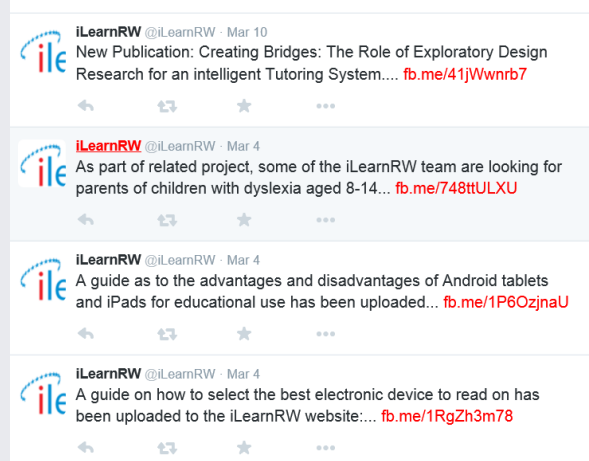 iLearnRW @iLearnRW · Mar 10
New Publication: Creating Bridges: The Role of Exploratory Design
Research for an intelligent Tutoring System.... fb.me/41jWwnrb7
ile
iLearnRW @iLearnRW · Mar 4
As part of related project, some of the iLearnRW team are looking for
parents of children with dyslexia aged 8-14... fb.me/748ttULXU
ile
iLearnRW @iLearnRW · Mar 4
A guide as to the advantages and disadvantages of Android tablets
and iPads for educational use has been uploaded... fb.me/1P6OzjnaU
ile
iLearnRW @iLearnRW · Mar 4
A guide on how to select the best electronic device to read on has
been uploaded to the iLearnRW website:... fb.me/1RgZh3m78
ile